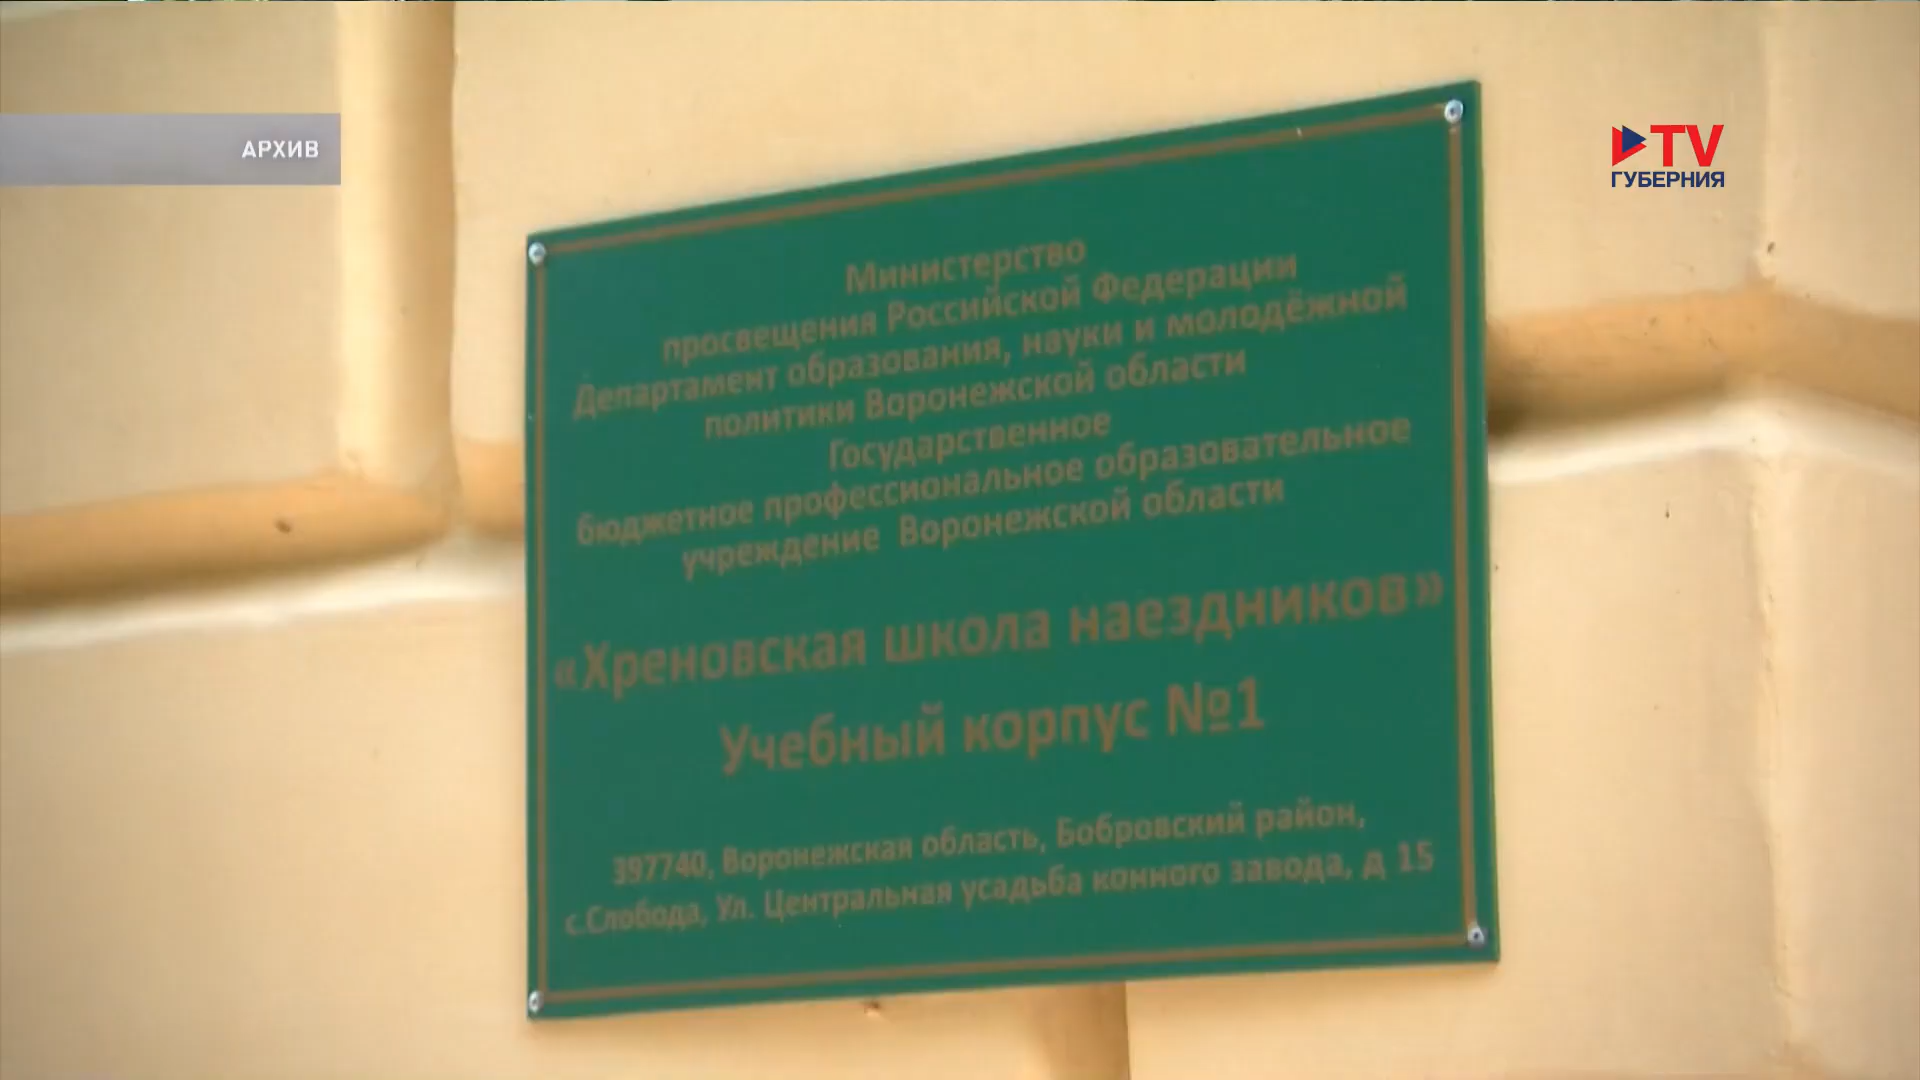 АРХИВ
TV
ГУБЕРНИЯ
Министерство
просвещения Российской Федерации
Департамент образования, науки и молодёжной
политики Воронежской области
Государственное
бюджетное профессиональное образовательное
учреждение Воронежской области
«Хреновская школа наездников»
Учебный корпус №1
397740, Воронежская область, Бобровский район,
с.Слобода, Ул. Центральная усадьба конного завода, д 15